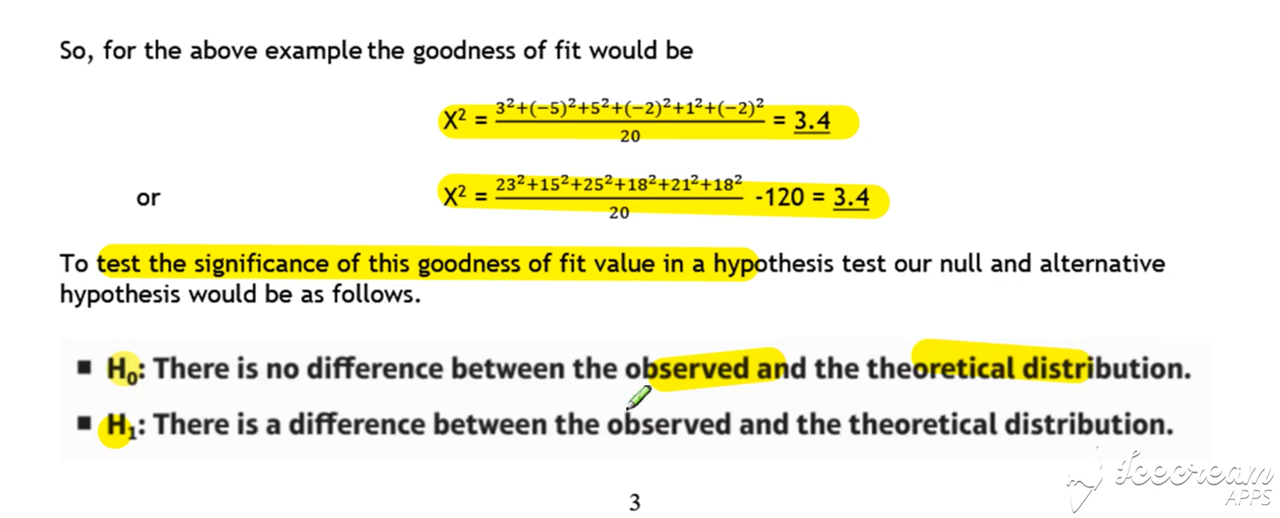 So, for the above example the goodness of fit would be
X² = (3²+(−5)²+5²+(−2)²+1²+(−2)²)/20 = 3.4
or X² = (23²+15²+25²+18²+21²+18²)/20 -120 = 3.4
To test the significance of this goodness of fit value in a hypothesis test our null and alternative
hypothesis would be as follows.
▪ H₀: There is no difference between the observed and the theoretical distribution.
▪ H₁: There is a difference between the observed and the theoretical distribution.
Icecream
APPS
3